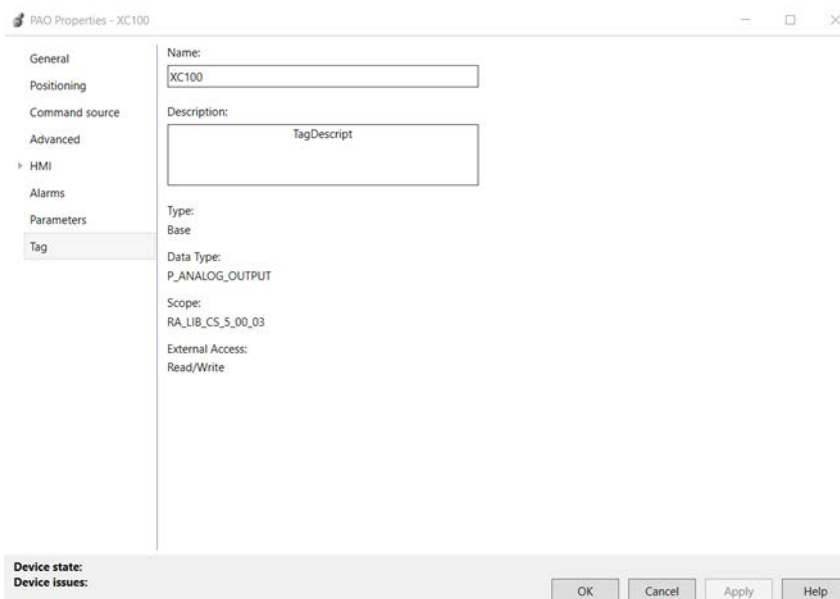 PAO Properties - XC100
General
Positioning
Command source
Advanced
HMI
Alarms
Parameters
Tag
Name:
XC100
Description:
TagDescript
Type:
Base
Data Type:
P_ANALOG_OUTPUT
Scope:
RA_LIB_CS_5_00_03
External Access:
Read/Write
Device state:
Device issues:
OK Cancel Apply Help